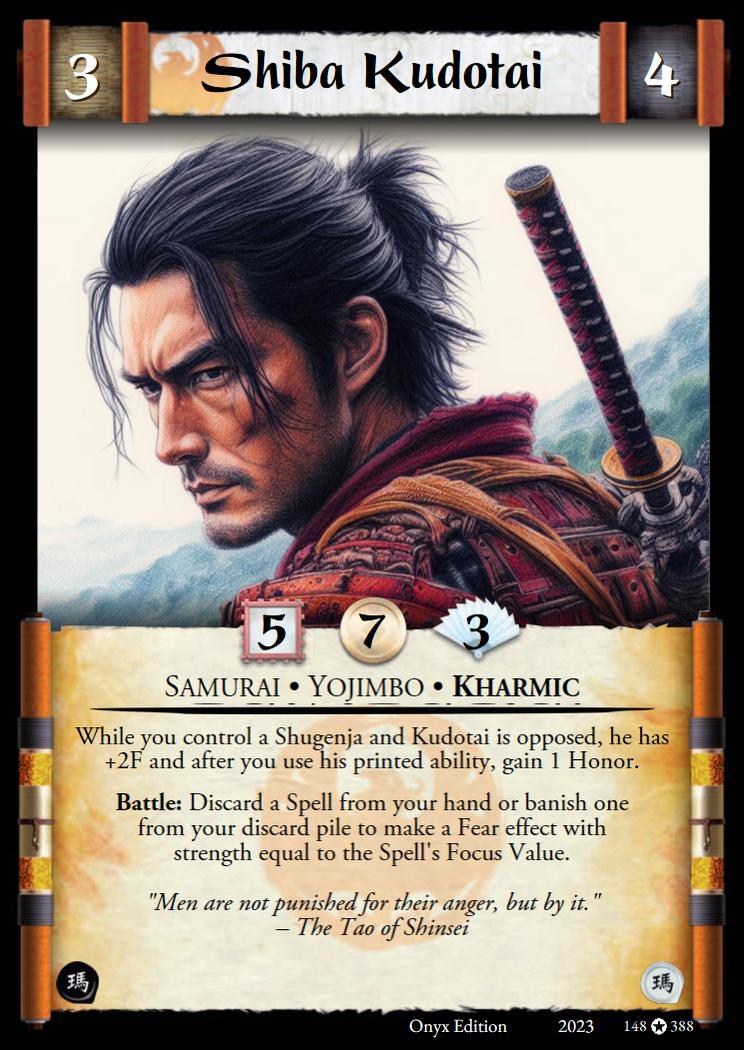 3
Shiba Kudotai
4
5
7
3
SAMURAI • YOJIMBO • KHARMIC
While you control a Shugenja and Kudotai is opposed, he has
+2F and after you use his printed ability, gain 1 Honor.
Battle: Discard a Spell from your hand or banish one
from your discard pile to make a Fear effect with
strength equal to the Spell's Focus Value.
"Men are not punished for their anger, but by it."
– The Tao of Shinsei
瑪
瑪
Onyx Edition 2023 148 ✪ 388